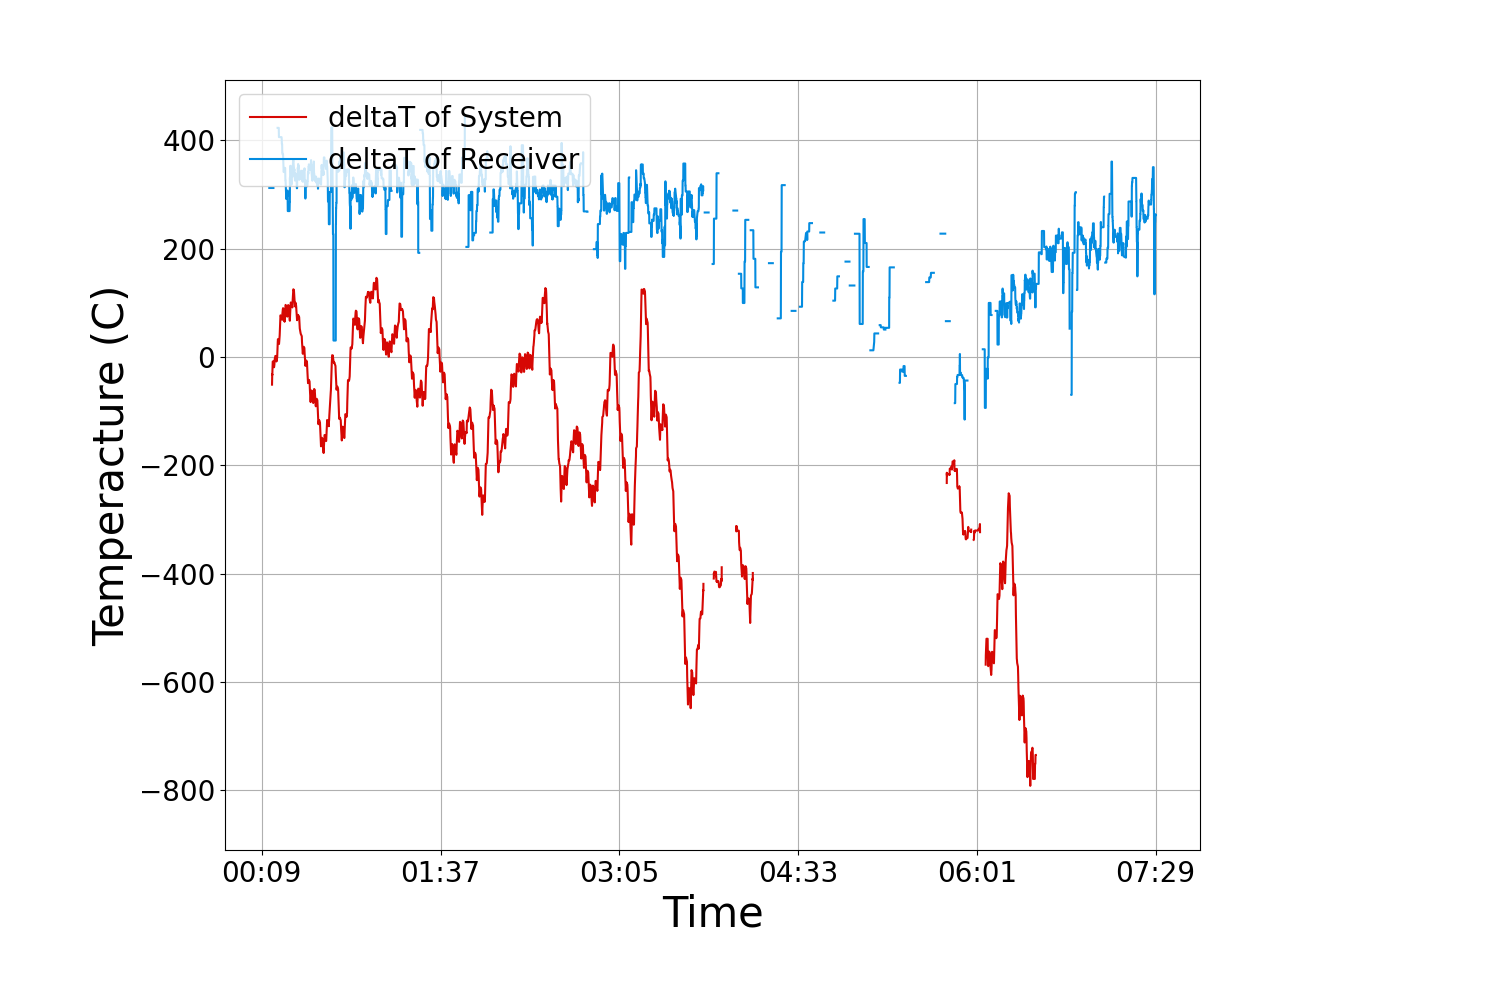 deltaT of System
deltaT of Receiver
400
200
0
−200
−400
−600
−800
Temperacture (C)
00:09 01:37 03:05 04:33 06:01 07:29
Time